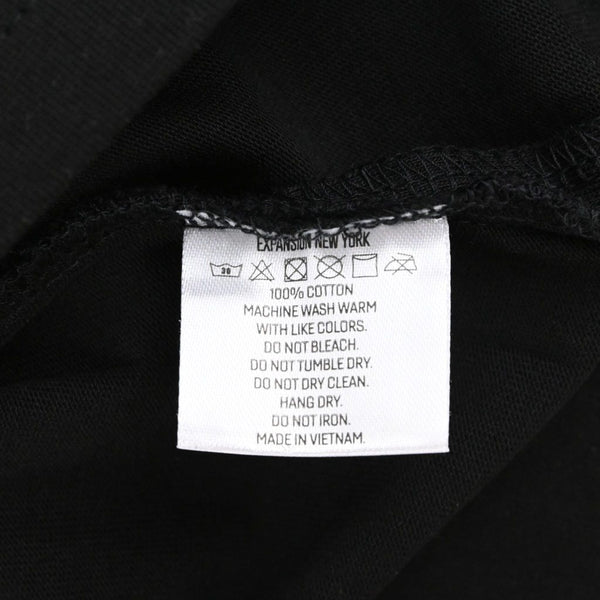 EXPANSION NEW YORK
30
100% COTTON
MACHINE WASH WARM
WITH LIKE COLORS.
DO NOT BLEACH.
DO NOT TUMBLE DRY.
DO NOT DRY CLEAN.
HANG DRY.
DO NOT IRON.
MADE IN VIETNAM.